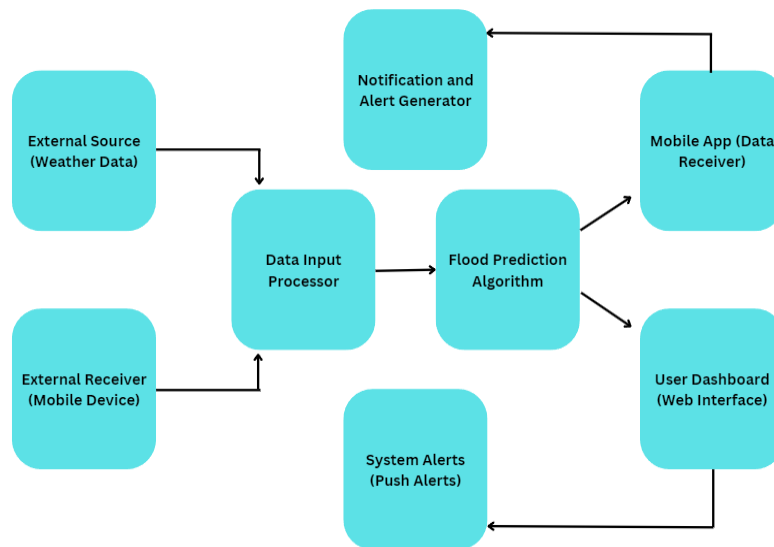 Notification and
Alert Generator
External Source
(Weather Data)
Mobile App (Data
Receiver)
Data Input
Processor
Flood Prediction
Algorithm
External Receiver
(Mobile Device)
User Dashboard
(Web Interface)
System Alerts
(Push Alerts)